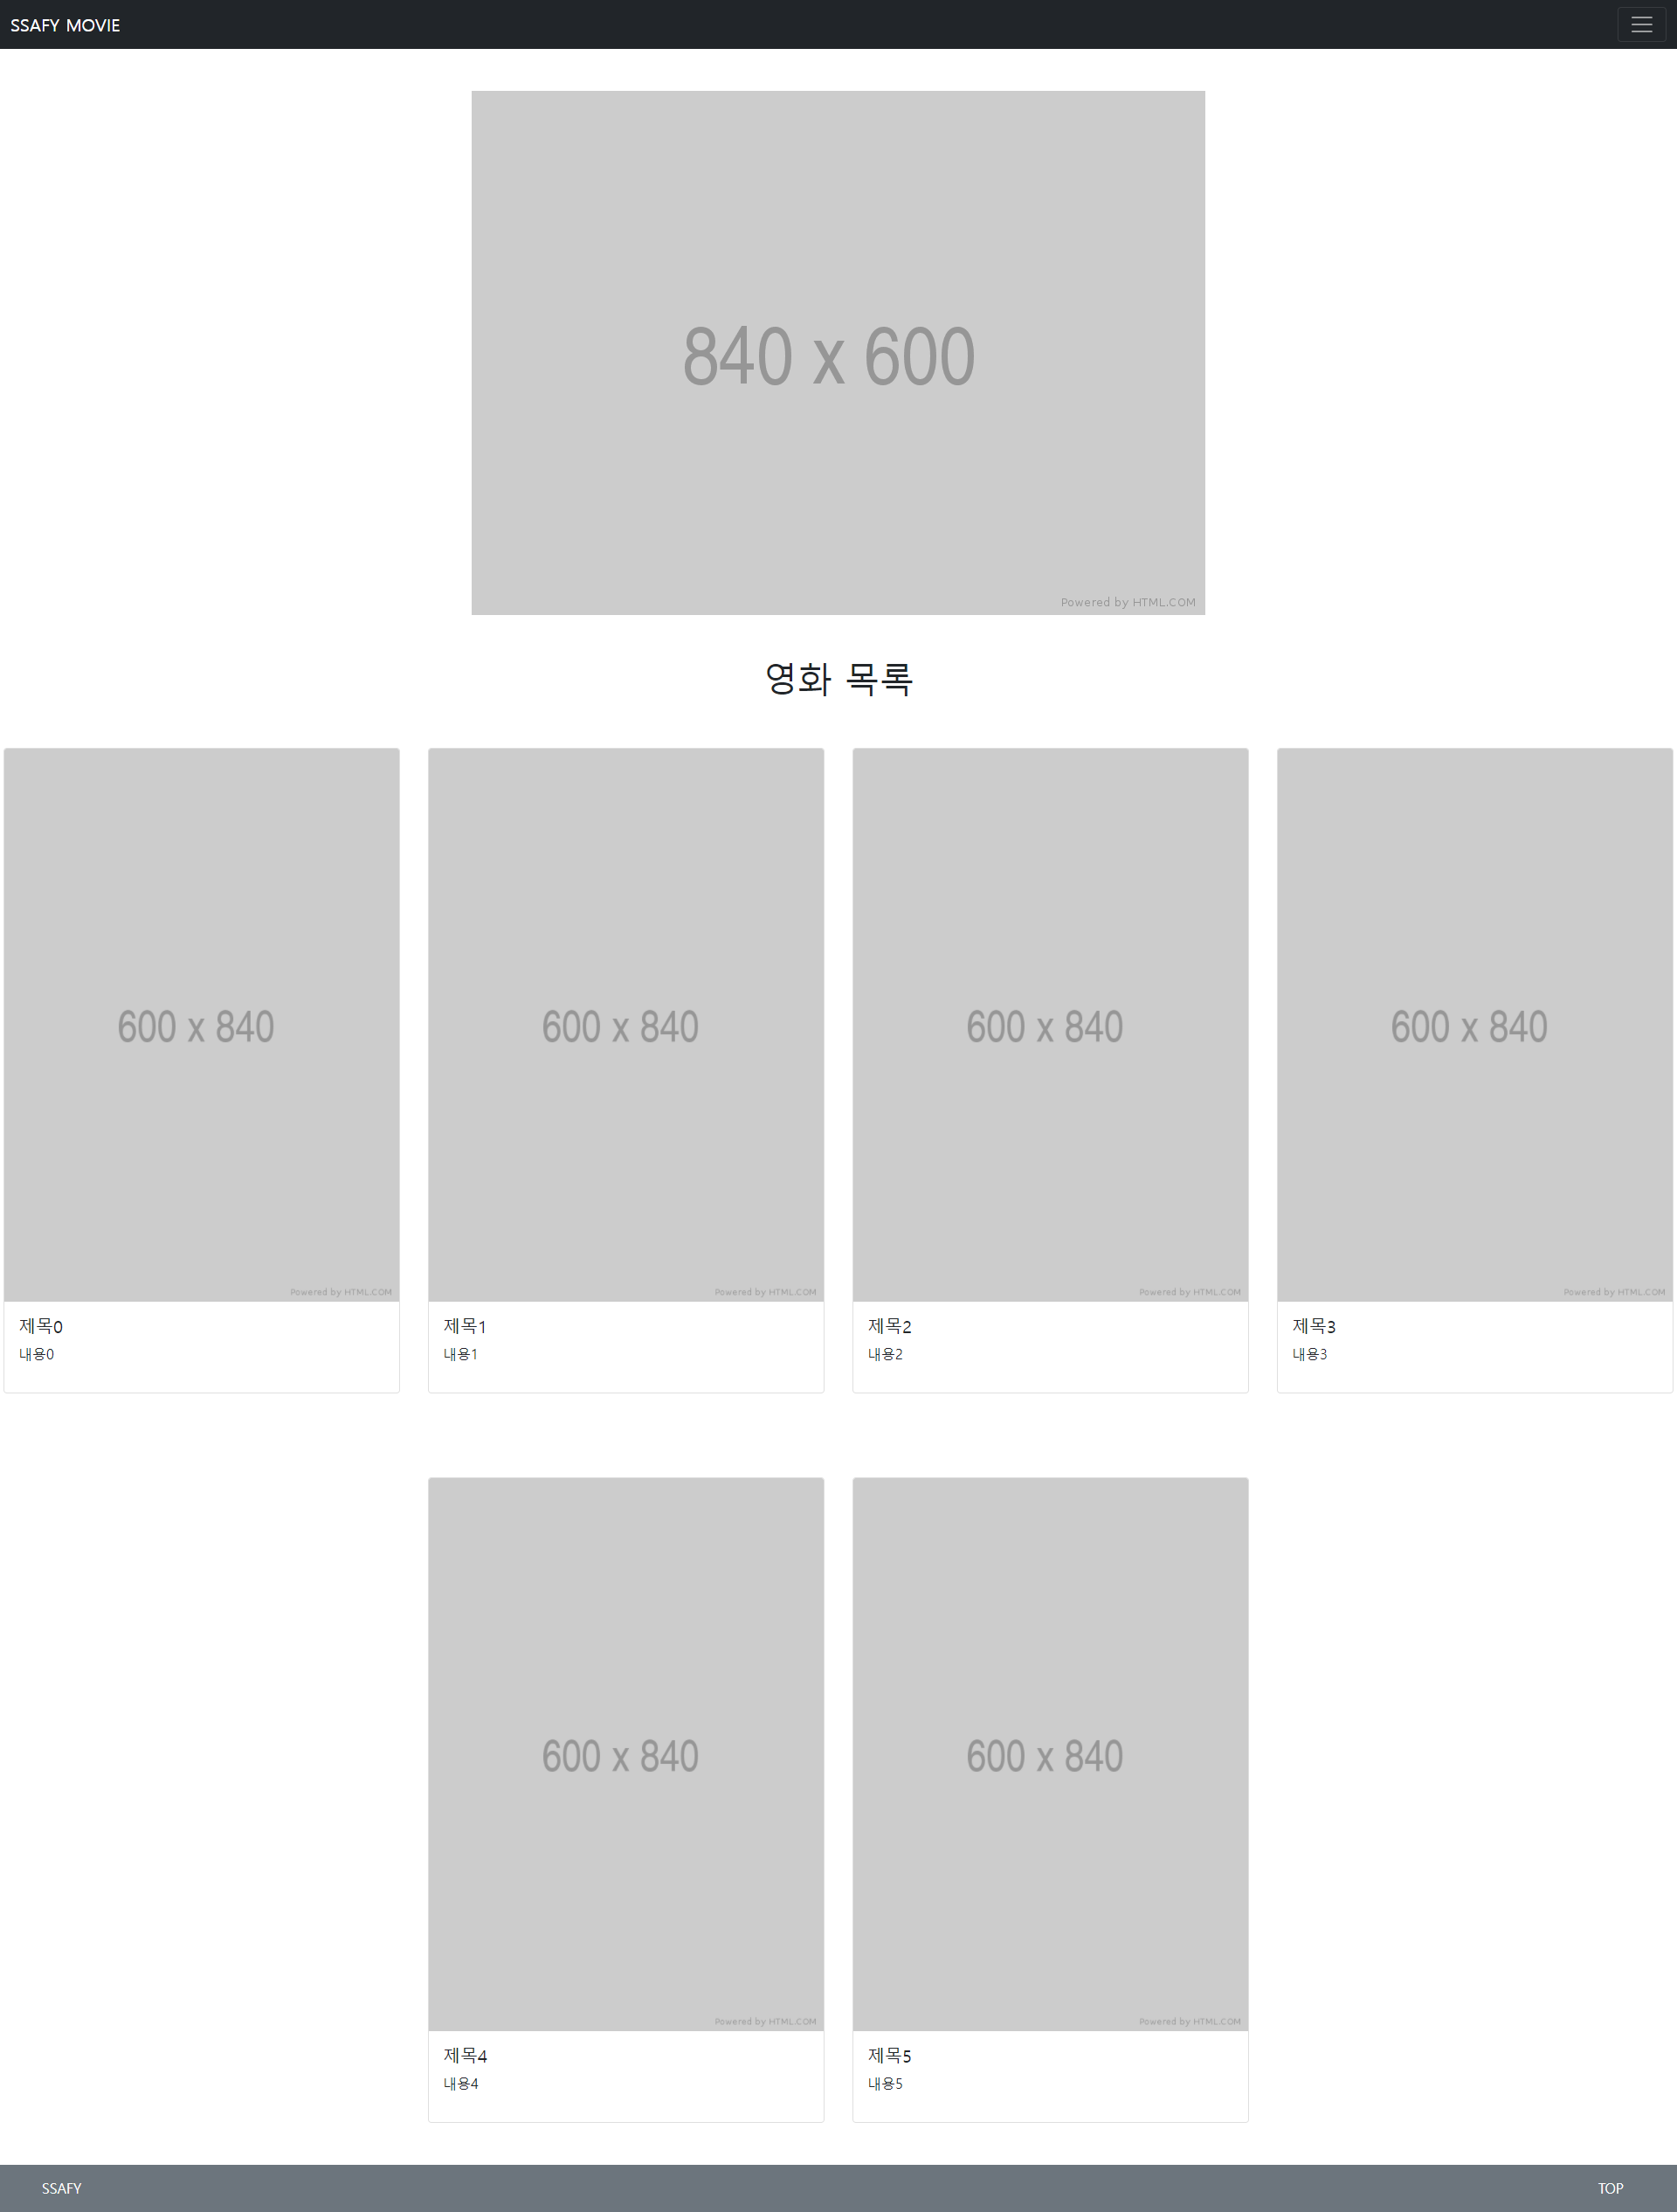 SSAFY MOVIE
840 x 600
Powered by HTML.COM
영화 목록
600 x 840
Powered by HTML.COM
제목0
내용0
600 x 840
Powered by HTML.COM
제목1
내용1
600 x 840
Powered by HTML.COM
제목2
내용2
600 x 840
Powered by HTML.COM
제목3
내용3
600 x 840
Powered by HTML.COM
제목4
내용4
600 x 840
Powered by HTML.COM
제목5
내용5
SSAFY
TOP